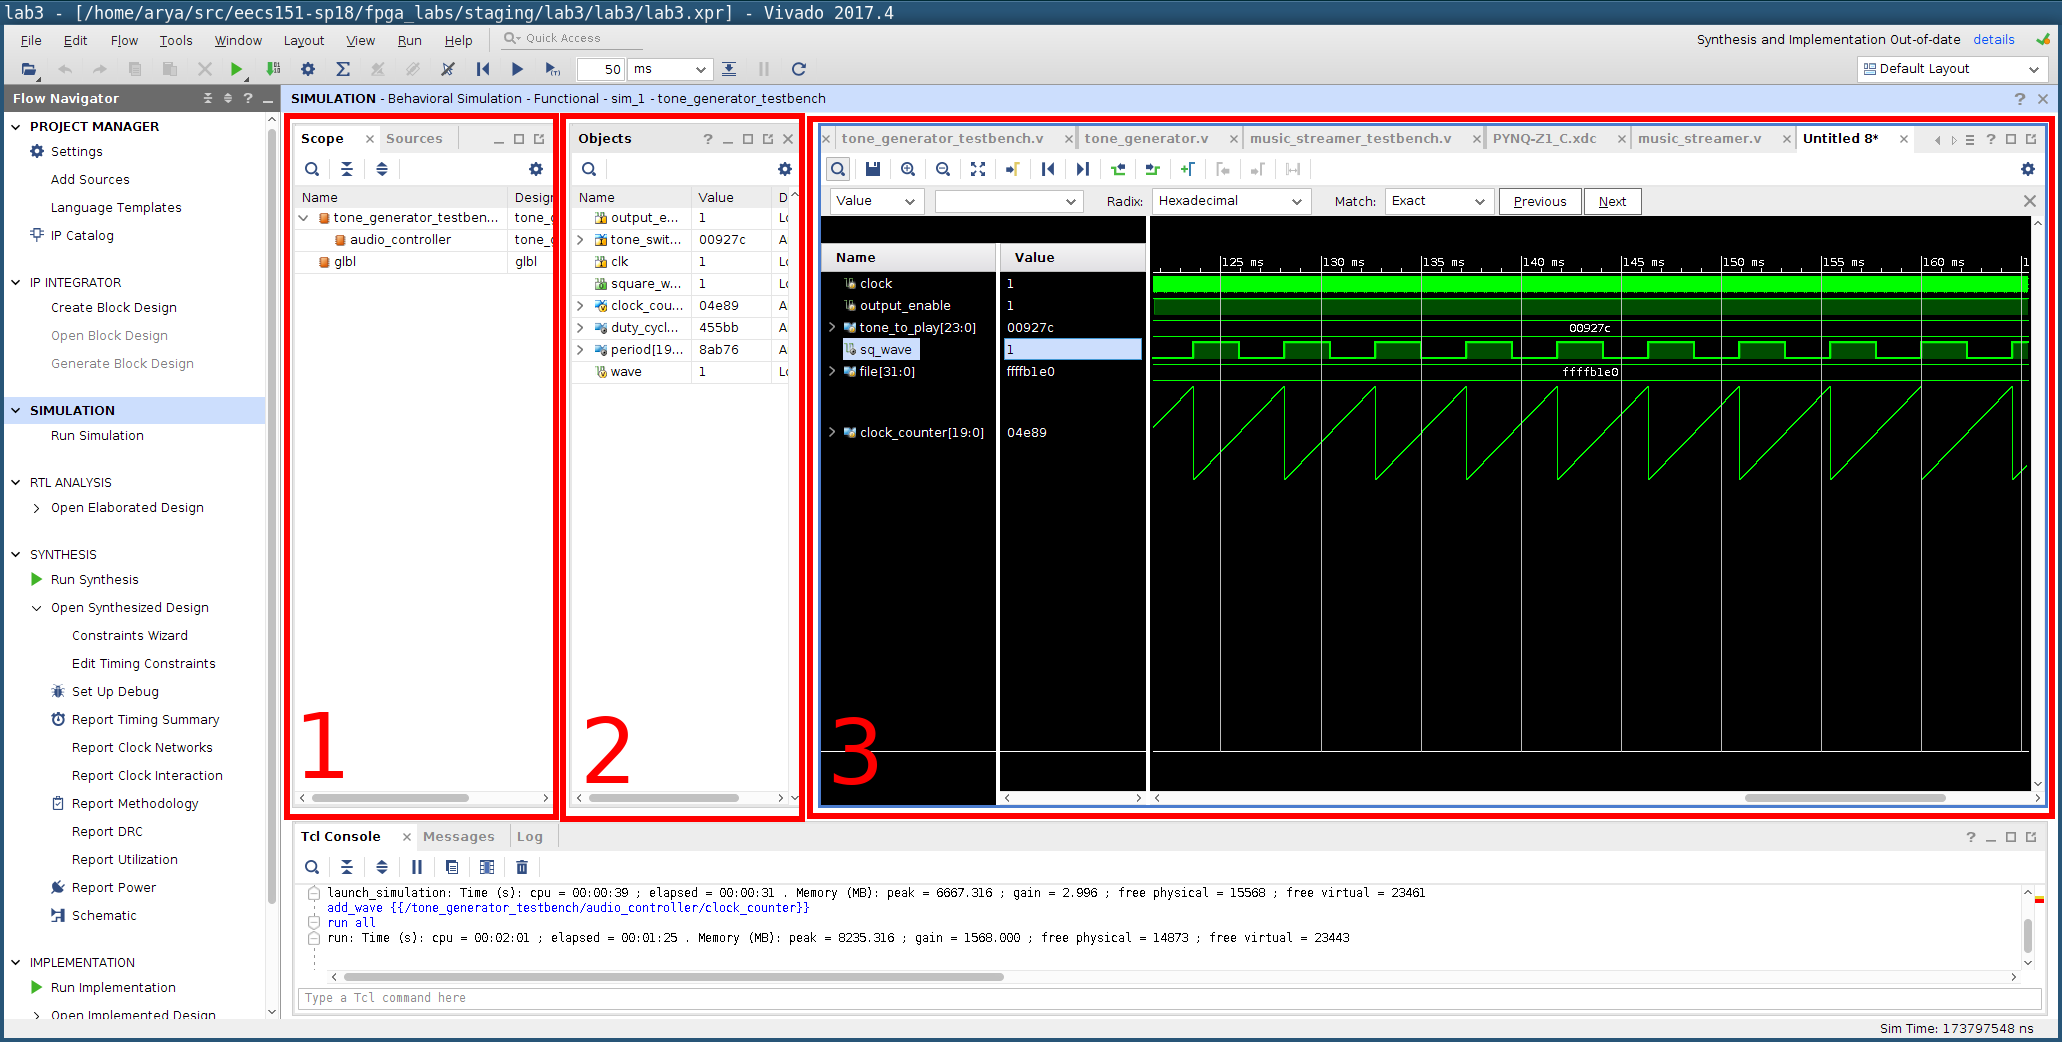 lab3 - [/home/arya/src/eecs151-sp18/fpga_labs/staging/lab3/lab3/lab3.xpr] - Vivado 2017.4
File Edit Flow Tools Window Layout View Run Help Quick Access
Synthesis and Implementation Out-of-date details
50 ms
Default Layout
Flow Navigator
PROJECT MANAGER
Settings
Add Sources
Language Templates
IP Catalog
IP INTEGRATOR
Create Block Design
Open Block Design
Generate Block Design
SIMULATION
Run Simulation
RTL ANALYSIS
Open Elaborated Design
SYNTHESIS
Run Synthesis
Open Synthesized Design
Constraints Wizard
Edit Timing Constraints
Set Up Debug
Report Timing Summary
Report Clock Networks
Report Clock Interaction
Report Methodology
Report DRC
Report Utilization
Report Power
Schematic
IMPLEMENTATION
Run Implementation
Open Implemented Design
SIMULATION - Behavioral Simulation - Functional - sim_1 - tone_generator_testbench
Scope Sources
Name Design
tone_generator_testben... tone_g
audio_controller tone_g
glbl glbl
1
Objects
Name Value D
output_e... 1 Lo
tone_swit... 00927c A
clk 1 Lo
square_w... 1 Lo
clock_cou... 04e89 A
duty_cycl... 455bb A
period[19... 8ab76 A
wave 1 Lo
2
tone_generator_testbench.v tone_generator.v music_streamer_testbench.v PYNQ-Z1_C.xdc music_streamer.v Untitled 8*
Value Radix: Hexadecimal Match: Exact Previous Next
Name Value
125 ms 130 ms 135 ms 140 ms 145 ms 150 ms 155 ms 160 ms 1
clock 1
output_enable 1
tone_to_play[23:0] 00927c 00927c
sq_wave 1
file[31:0] ffffb1e0 ffffb1e0
clock_counter[19:0] 04e89
3
Tcl Console Messages Log
launch_simulation: Time (s): cpu = 00:00:39 ; elapsed = 00:00:31 . Memory (MB): peak = 6667.316 ; gain = 2.996 ; free physical = 15568 ; free virtual = 23461
add_wave {{/tone_generator_testbench/audio_controller/clock_counter}}
run all
run: Time (s): cpu = 00:02:01 ; elapsed = 00:01:25 . Memory (MB): peak = 8235.316 ; gain = 1568.000 ; free physical = 14873 ; free virtual = 23443
Type a Tcl command here
Sim Time: 173797548 ns